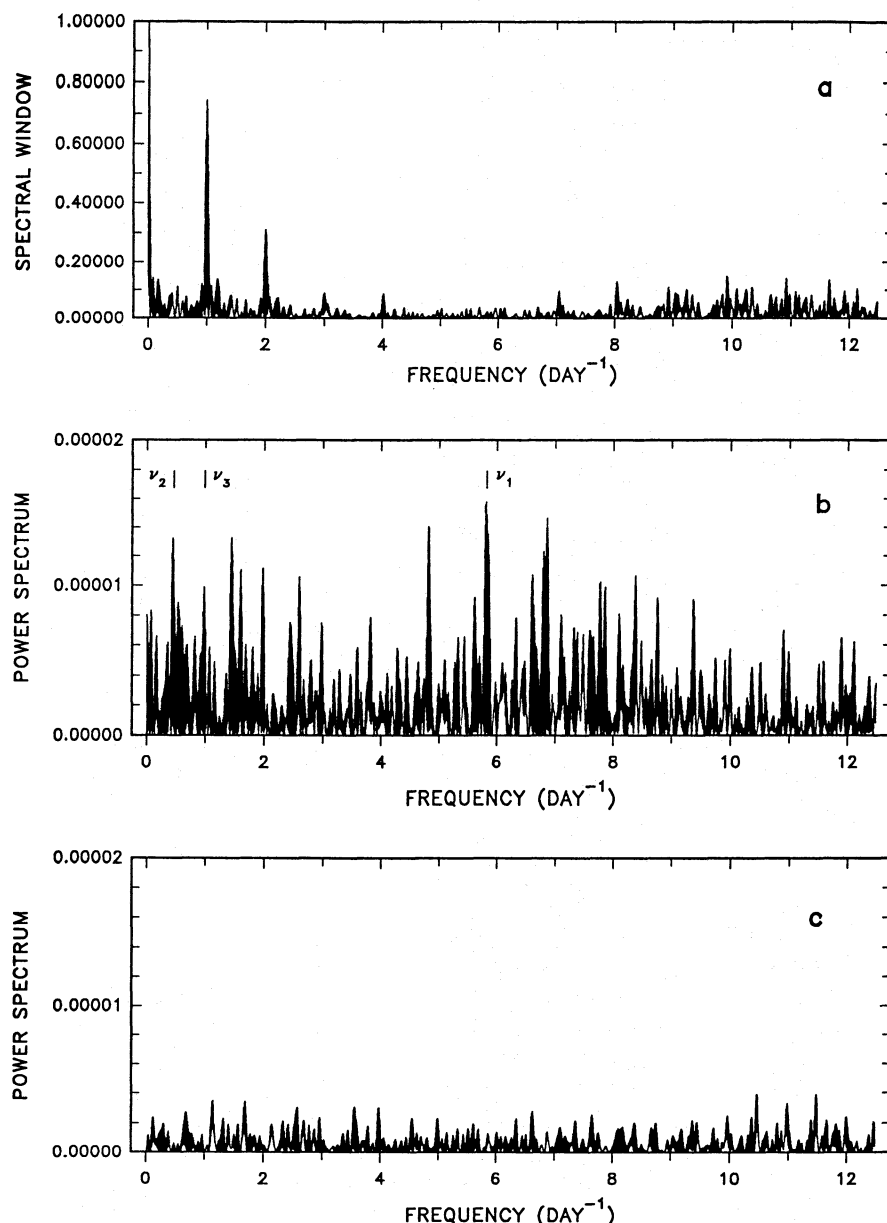 a
1.00000
0.80000
0.60000
0.40000
0.20000
0.00000
SPECTRAL WINDOW
0 2 4 6 8 10 12
FREQUENCY (DAY⁻¹)
b
0.00002
0.00001
0.00000
POWER SPECTRUM
ν₂ | | ν₃ | ν₁
0 2 4 6 8 10 12
FREQUENCY (DAY⁻¹)
c
0.00002
0.00001
0.00000
POWER SPECTRUM
0 2 4 6 8 10 12
FREQUENCY (DAY⁻¹)